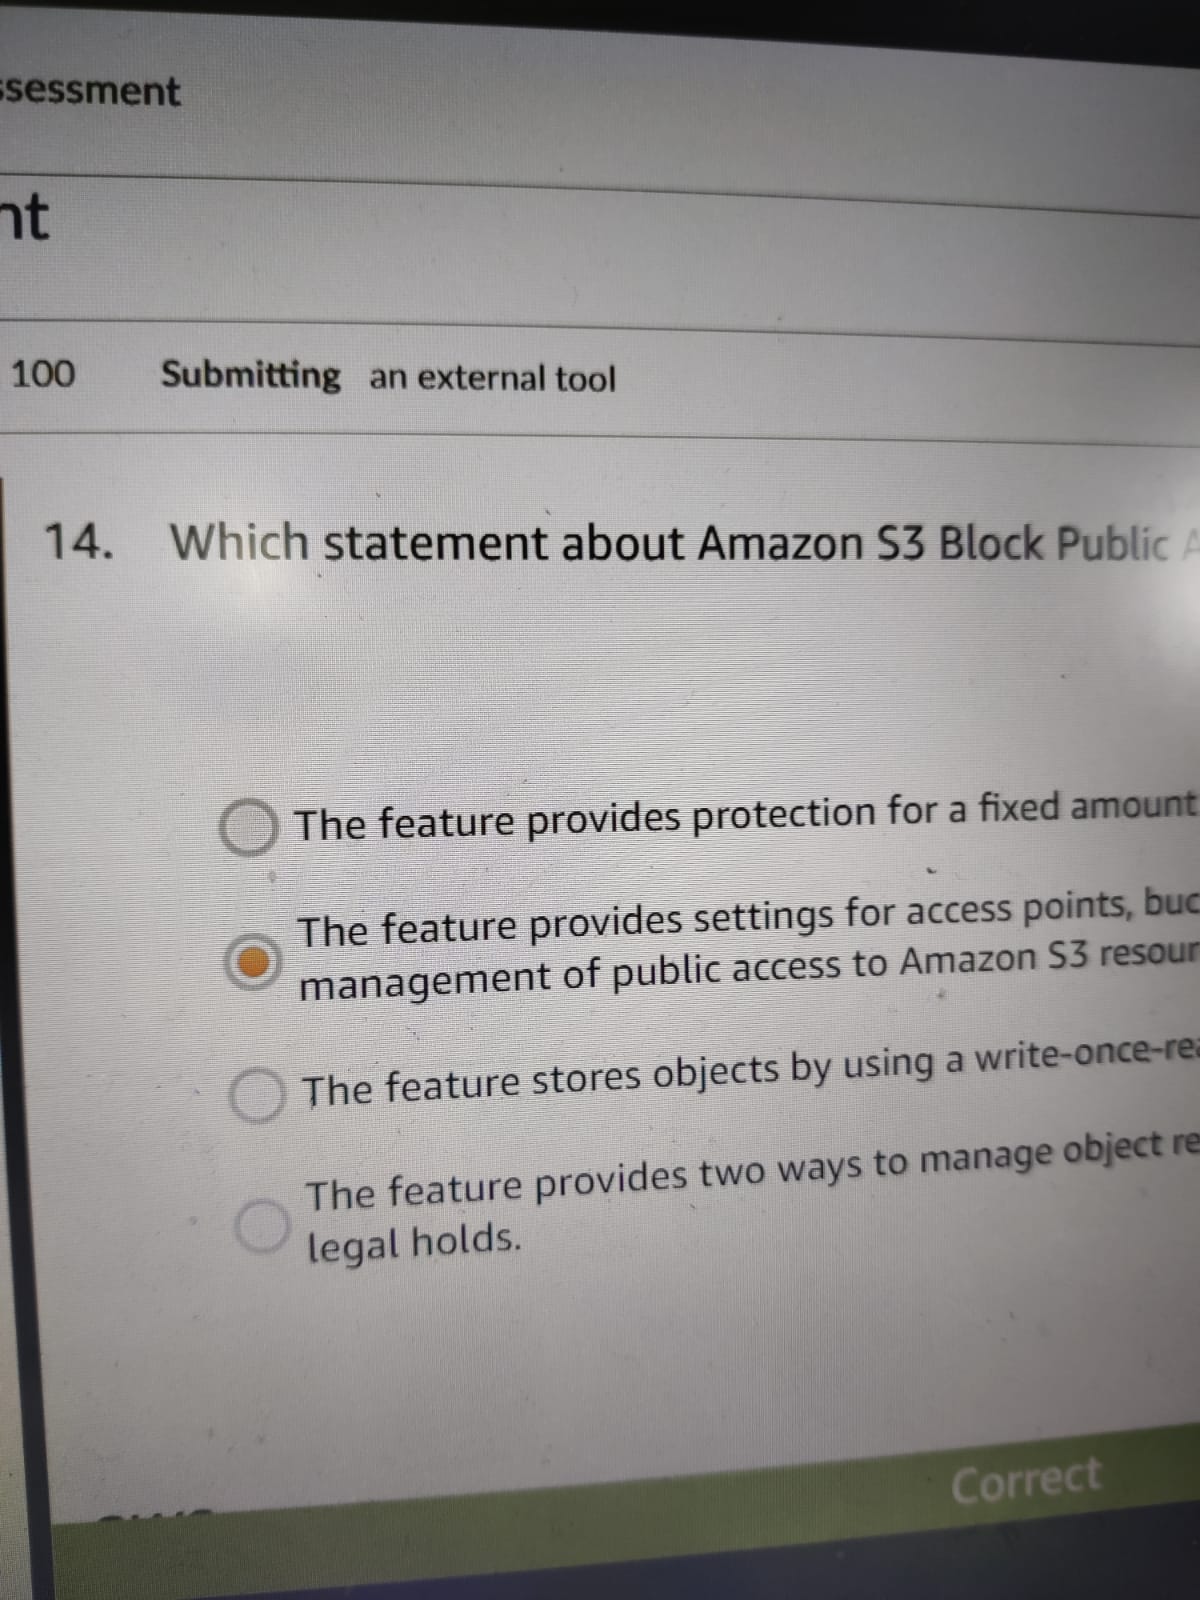 ssessment
nt
100 Submitting an external tool
14. Which statement about Amazon S3 Block Public A
The feature provides protection for a fixed amount
The feature provides settings for access points, buc
management of public access to Amazon S3 resour
The feature stores objects by using a write-once-rea
The feature provides two ways to manage object re
legal holds.
Correct